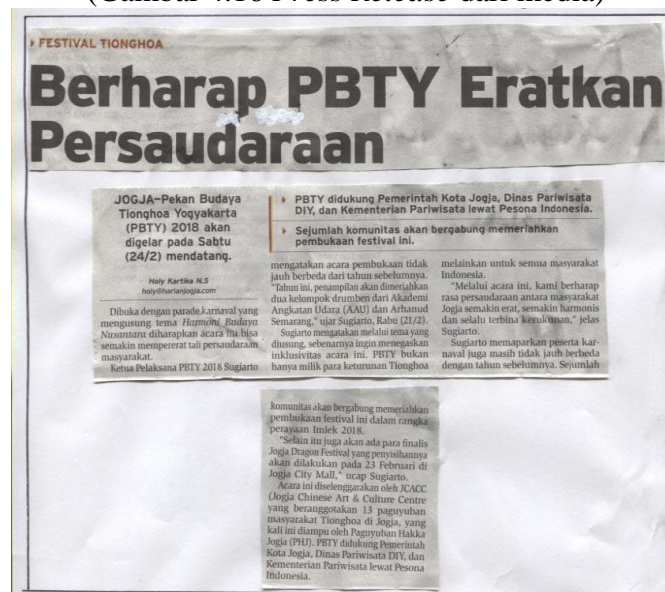 (Gambar 4.10 Press Release dari media)
FESTIVAL TIONGHOA
Berharap PBTY Eratkan
Persaudaraan
JOGJA–Pekan Budaya
Tionghoa Yogyakarta
(PBTY) 2018 akan
digelar pada Sabtu
(24/2) mendatang.
Holy Kartika N.S
holy@harianjogja.com
Dibuka dengan parade karnaval yang
mengusung tema Harmoni Budaya
Nusantara diharapkan acara itu bisa
semakin mempererat tali persaudaraan
masyarakat.
Ketua Pelaksana PBTY 2018 Sugiarto
PBTY didukung Pemerintah Kota Jogja, Dinas Pariwisata
DIY, dan Kementerian Pariwisata lewat Pesona Indonesia.
Sejumlah komunitas akan bergabung memeriahkan
pembukaan festival ini.
mengatakan acara pembukaan tidak
jauh berbeda dari tahun sebelumnya.
"Tahun ini, penampilan akan dimeriahkan
dua kelompok drumben dari Akademi
Angkatan Udara (AAU) dan Arhanud
Semarang," ujar Sugiarto, Rabu (21/2).
Sugiarto mengatakan melalui tema yang
diusung, sebenarnya ingin menegaskan
inklusivitas acara ini. PBTY bukan
hanya milik para keturunan Tionghoa
melainkan untuk semua masyarakat
Indonesia.
"Melalui acara ini, kami berharap
rasa persaudaraan antara masyarakat
Jogja semakin erat, semakin harmonis
dan selalu terbina kerukunan," jelas
Sugiarto.
Sugiarto memaparkan peserta kar-
naval juga masih tidak jauh berbeda
dengan tahun sebelumnya. Sejumlah
komunitas akan bergabung memeriahkan
pembukaan festival ini dalam rangka
perayaan Imlek 2018.
"Selain itu juga akan ada para finalis
Jogja Dragon Festival yang penyisihannya
akan dilakukan pada 23 Februari di
Jogja City Mall," ucap Sugiarto.
Acara ini diselenggarakan oleh JCACC
(Jogja Chinese Art & Culture Centre
yang beranggotakan 13 paguyuban
masyarakat Tionghoa di Jogja, yang
kali ini diampu oleh Paguyuban Hakka
Jogja (PHJ). PBTY didukung Pemerintah
Kota Jogja, Dinas Pariwisata DIY, dan
Kementerian Pariwisata lewat Pesona
Indonesia.